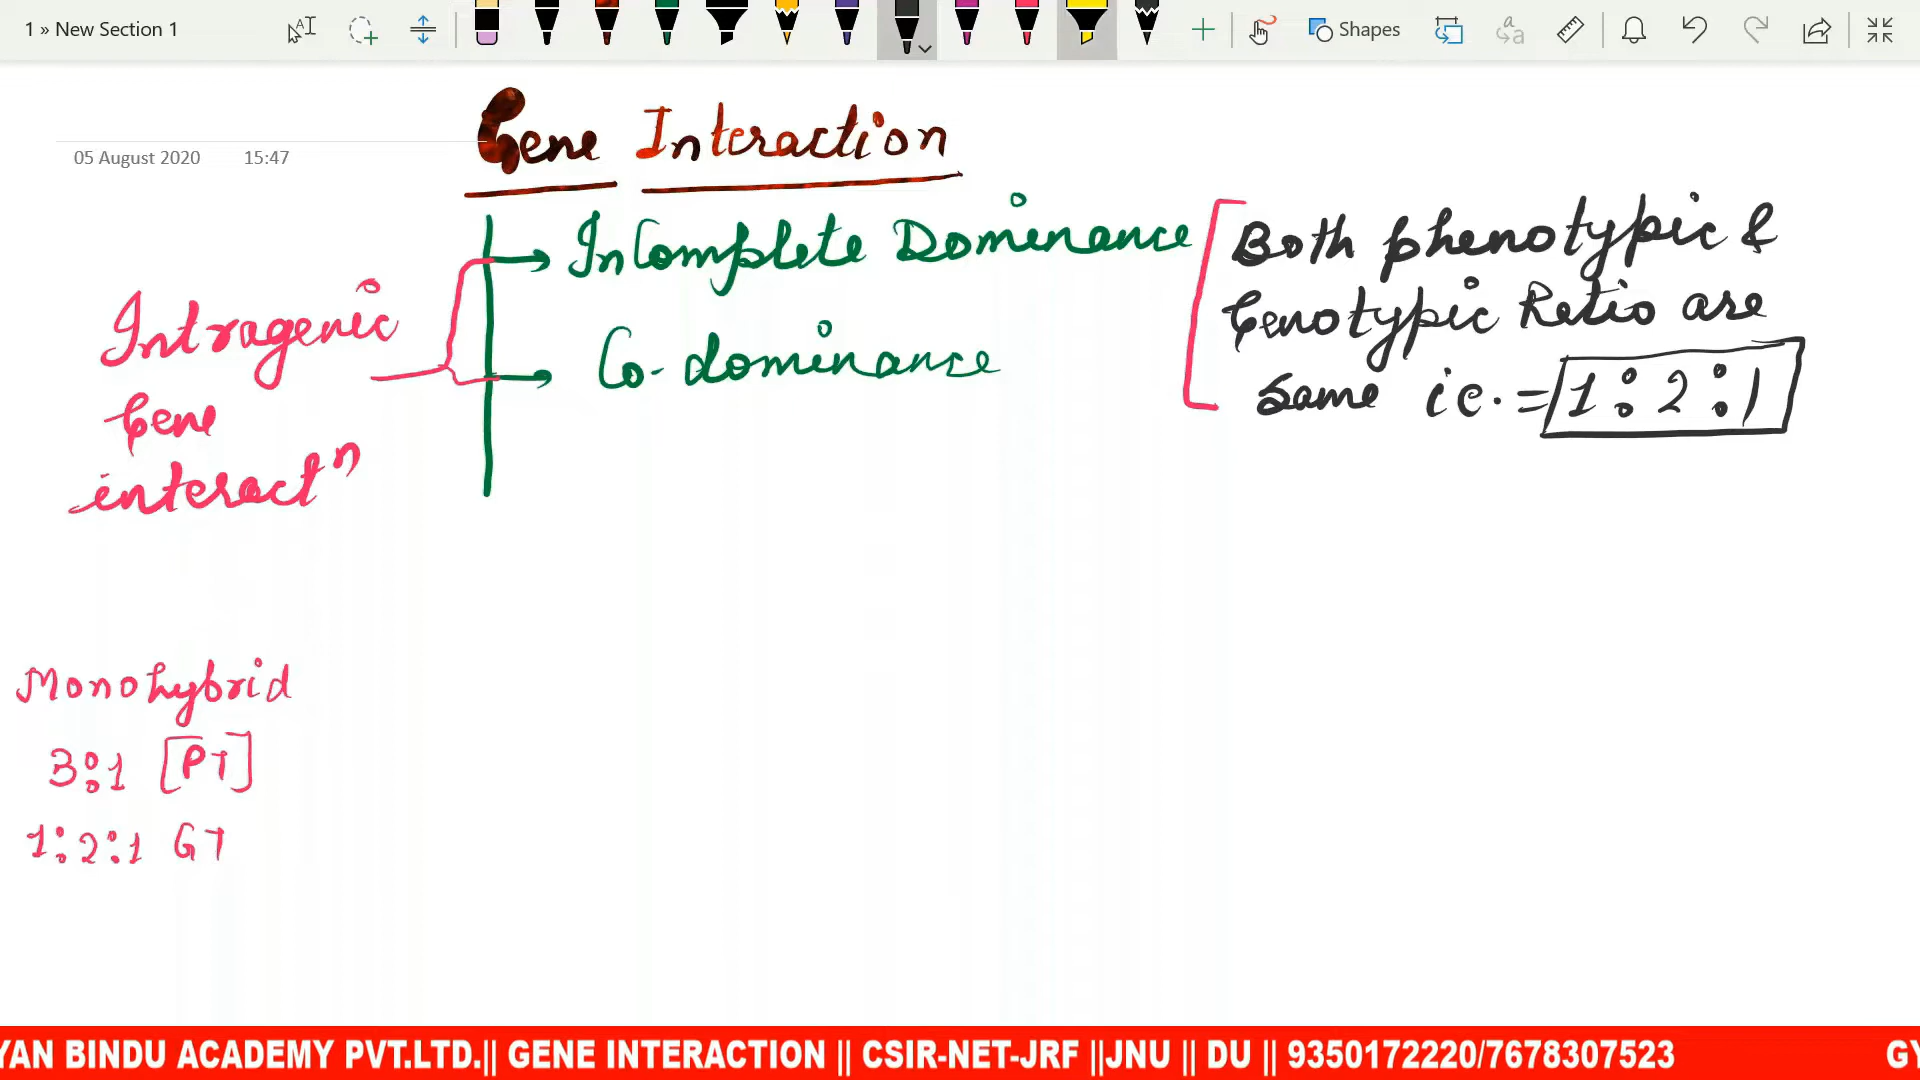 1 » New Section 1
Shapes
Gene Interaction
05 August 2020 15:47
Incomplete Dominance
Co-dominance
Both phenotypic &
Genotypic Ratio are
same ie. = 1:2:1
Intragenic
Gene
interactⁿ
Monohybrid
3:1 [PT]
1:2:1 GT
YAN BINDU ACADEMY PVT.LTD.|| GENE INTERACTION || CSIR-NET-JRF ||JNU || DU || 9350172220/7678307523 GY